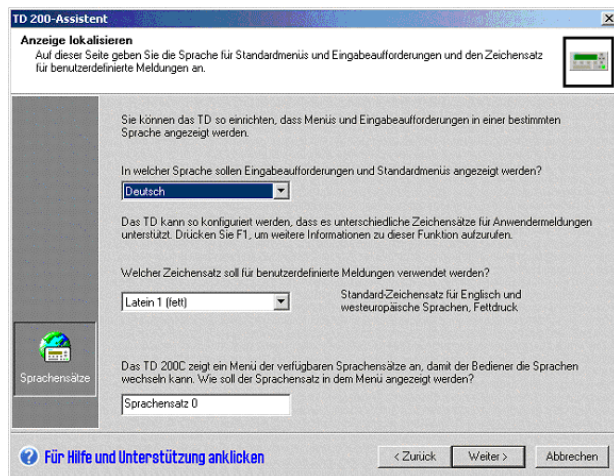 TD 200-Assistent
Anzeige lokalisieren
Auf dieser Seite geben Sie die Sprache für Standardmenüs und Eingabeaufforderungen und den Zeichensatz
für benutzerdefinierte Meldungen an.
Sie können das TD so einrichten, dass Menüs und Eingabeaufforderungen in einer bestimmten
Sprache angezeigt werden.
In welcher Sprache sollen Eingabeaufforderungen und Standardmenüs angezeigt werden?
Deutsch
Das TD kann so konfiguriert werden, dass es unterschiedliche Zeichensätze für Anwendermeldungen
unterstützt. Drücken Sie F1, um weitere Informationen zu dieser Funktion aufzurufen.
Welcher Zeichensatz soll für benutzerdefinierte Meldungen verwendet werden?
Latein 1 (fett)
Standard-Zeichensatz für Englisch und
westeuropäische Sprachen, Fettdruck.
Sprachensätze
Das TD 200C zeigt ein Menü der verfügbaren Sprachensätze an, damit der Bediener die Sprachen
wechseln kann. Wie soll der Sprachensatz in dem Menü angezeigt werden?
Sprachensatz 0
Für Hilfe und Unterstützung anklicken
< Zurück
Weiter >
Abbrechen